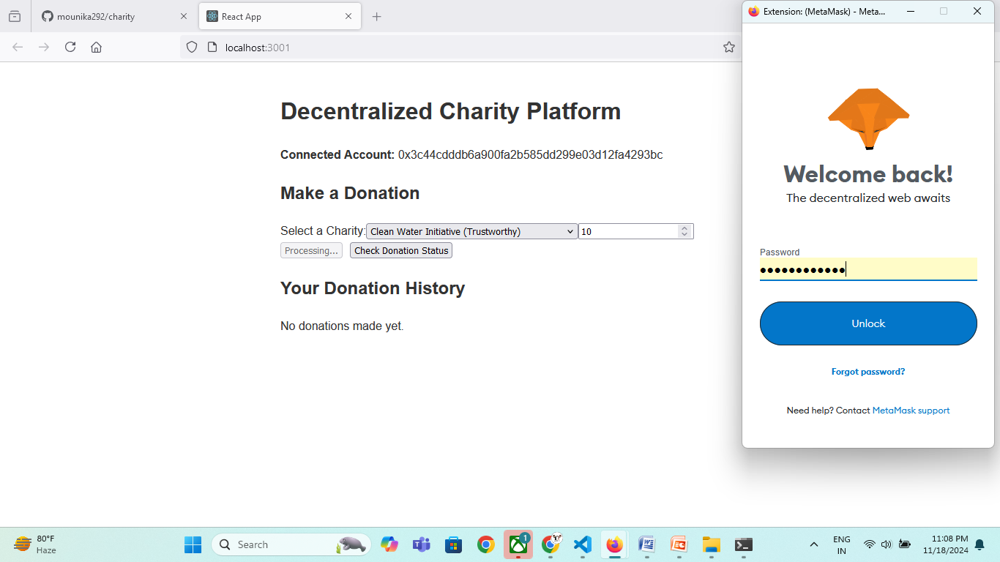 mounika292/charity
React App
Extension: (MetaMask) - Meta...
localhost:3001
Decentralized Charity Platform
Connected Account: 0x3c44cdddb6a900fa2b585dd299e03d12fa4293bc
Make a Donation
Select a Charity: Clean Water Initiative (Trustworthy) 10
Processing... Check Donation Status
Your Donation History
No donations made yet.
Welcome back!
The decentralized web awaits
Password
••••••••••••
Unlock
Forgot password?
Need help? Contact MetaMask support
80°F
Haze
Search
1
ENG
IN
11:08 PM
11/18/2024